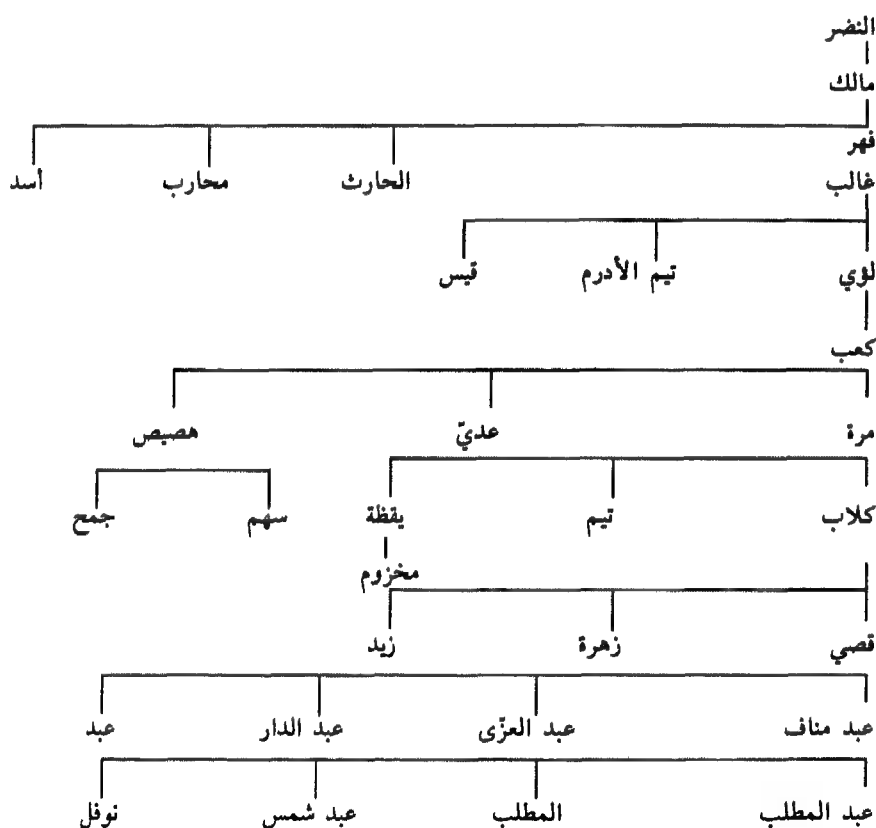 النضر
مالك
فهر
غالب الحارث محارب أسد
لؤي تيم الأدرم قيس
كعب
مرة عديّ هصيص
كلاب تيم يقظة سهم جمح
مخزوم
قصي زهرة زيد
عبد مناف عبد العزّى عبد الدار عبد
عبد المطلب المطلب عبد شمس نوفل